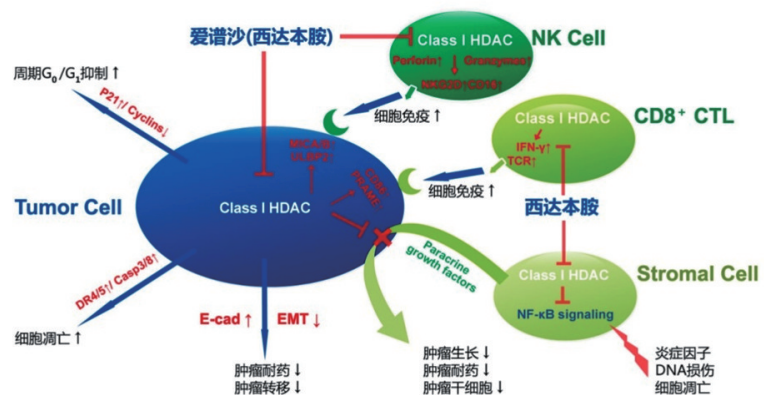 爱谱沙(西达本胺)
Class I HDAC
NK Cell
Perforin↑
Granzymes↑
NKG2D↑CD16↑
细胞免疫↑
周期G0/G1抑制↑
P21↑/ Cyclins↓
Class I HDAC
CD8+ CTL
IFN-γ↑
TCR↑
细胞免疫↑
MICA/B↑
ULBPs↑
PRAME↑
Tumor Cell
Class I HDAC
西达本胺
Paracrine
growth factors
Class I HDAC
Stromal Cell
NF-κB signaling
DR4/5↑/ Casp3/8↑
细胞凋亡↑
E-cad↑
EMT↓
肿瘤耐药↓
肿瘤转移↓
肿瘤生长↓
肿瘤耐药↓
肿瘤干细胞↓
炎症因子
DNA损伤
细胞凋亡